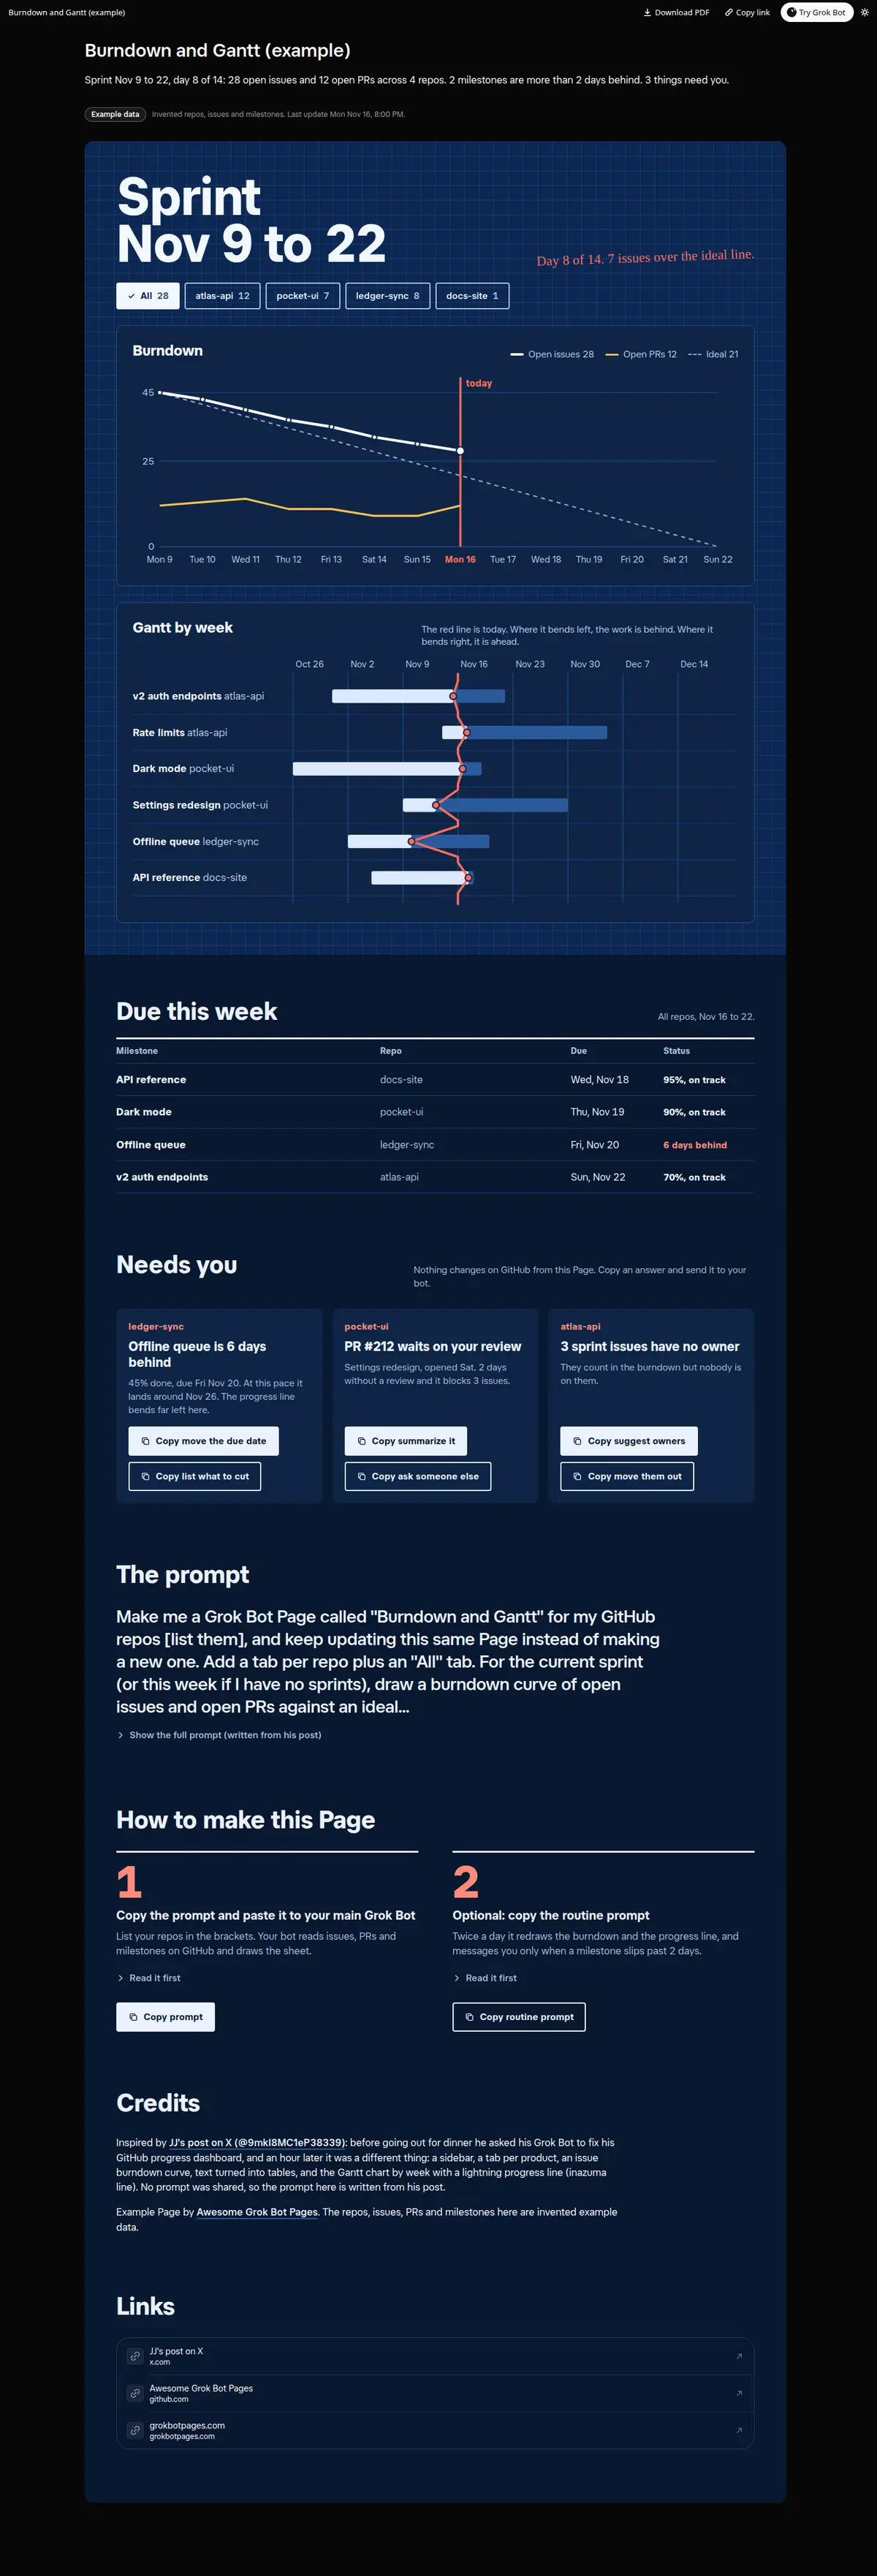 Burndown and Gantt (example)
Download PDF
Copy link
Try Grok Bot
Burndown and Gantt (example)
Sprint Nov 9 to 22, day 8 of 14: 28 open issues and 12 open PRs across 4 repos. 2 milestones are more than 2 days behind. 3 things need you.
Example data
Invented repos, issues and milestones. Last update Mon Nov 16, 8:00 PM.
Sprint
Nov 9 to 22
Day 8 of 14. 7 issues over the ideal line.
All 28
atlas-api 12
pocket-ui 7
ledger-sync 8
docs-site 1
Burndown
Open issues 28
Open PRs 12
Ideal 21
today
45
25
0
Mon 9
Tue 10
Wed 11
Thu 12
Fri 13
Sat 14
Sun 15
Mon 16
Tue 17
Wed 18
Thu 19
Fri 20
Sat 21
Sun 22
Gantt by week
The red line is today. Where it bends left, the work is behind. Where it
bends right, it is ahead.
Oct 26
Nov 2
Nov 9
Nov 16
Nov 23
Nov 30
Dec 7
Dec 14
v2 auth endpoints atlas-api
Rate limits atlas-api
Dark mode pocket-ui
Settings redesign pocket-ui
Offline queue ledger-sync
API reference docs-site
Due this week
All repos, Nov 16 to 22.
Milestone
Repo
Due
Status
API reference
docs-site
Wed, Nov 18
95%, on track
Dark mode
pocket-ui
Thu, Nov 19
90%, on track
Offline queue
ledger-sync
Fri, Nov 20
6 days behind
v2 auth endpoints
atlas-api
Sun, Nov 22
70%, on track
Needs you
Nothing changes on GitHub from this Page. Copy an answer and send it to your
bot.
ledger-sync
Offline queue is 6 days
behind
45% done, due Fri Nov 20. At this pace it
lands around Nov 26. The progress line
bends far left here.
Copy move the due date
Copy list what to cut
pocket-ui
PR #212 waits on your review
Settings redesign, opened Sat. 2 days
without a review and it blocks 3 issues.
Copy summarize it
Copy ask someone else
atlas-api
3 sprint issues have no owner
They count in the burndown but nobody is
on them.
Copy suggest owners
Copy move them out
The prompt
Make me a Grok Bot Page called "Burndown and Gantt" for my GitHub
repos [list them], and keep updating this same Page instead of making
a new one. Add a tab per repo plus an "All" tab. For the current sprint
(or this week if I have no sprints), draw a burndown curve of open
issues and open PRs against an ideal...
Show the full prompt (written from his post)
How to make this Page
1
Copy the prompt and paste it to your main Grok Bot
List your repos in the brackets. Your bot reads issues, PRs and
milestones on GitHub and draws the sheet.
Read it first
Copy prompt
2
Optional: copy the routine prompt
Twice a day it redraws the burndown and the progress line, and
messages you only when a milestone slips past 2 days.
Read it first
Copy routine prompt
Credits
Inspired by JJ's post on X (@9mkl8MC1eP38339): before going out for dinner he asked his Grok Bot to fix his
GitHub progress dashboard, and an hour later it was a different thing: a sidebar, a tab per product, an issue
burndown curve, text turned into tables, and the Gantt chart by week with a lightning progress line (inazuma
line). No prompt was shared, so the prompt here is written from his post.
Example Page by Awesome Grok Bot Pages. The repos, issues, PRs and milestones here are invented example
data.
Links
JJ's post on X
x.com
Awesome Grok Bot Pages
github.com
grokbotpages.com
grokbotpages.com